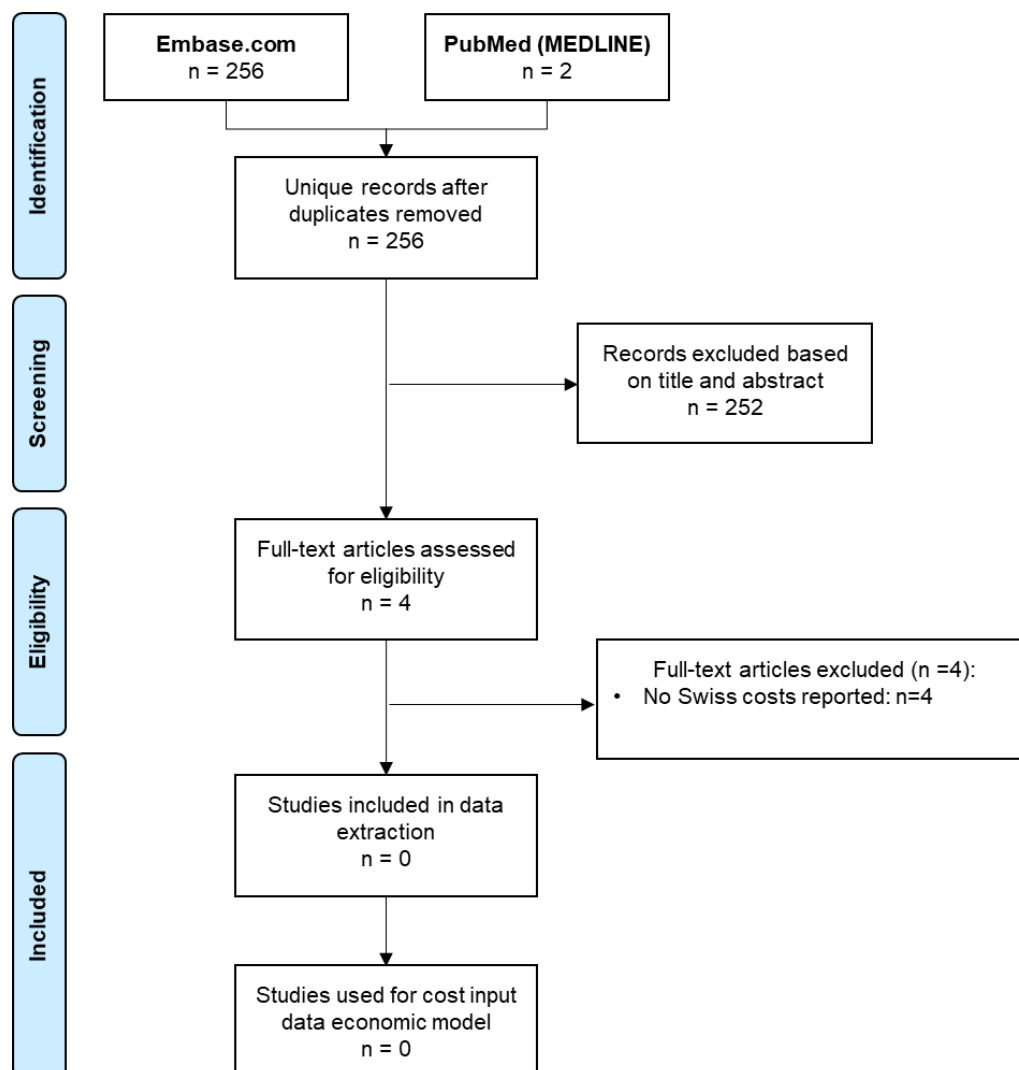 Identification
Embase.com
n = 256
PubMed (MEDLINE)
n = 2
Unique records after
duplicates removed
n = 256
Screening
Records excluded based
on title and abstract
n = 252
Eligibility
Full-text articles assessed
for eligibility
n = 4
Full-text articles excluded (n =4):
• No Swiss costs reported: n=4
Included
Studies included in data
extraction
n = 0
Studies used for cost input
data economic model
n = 0